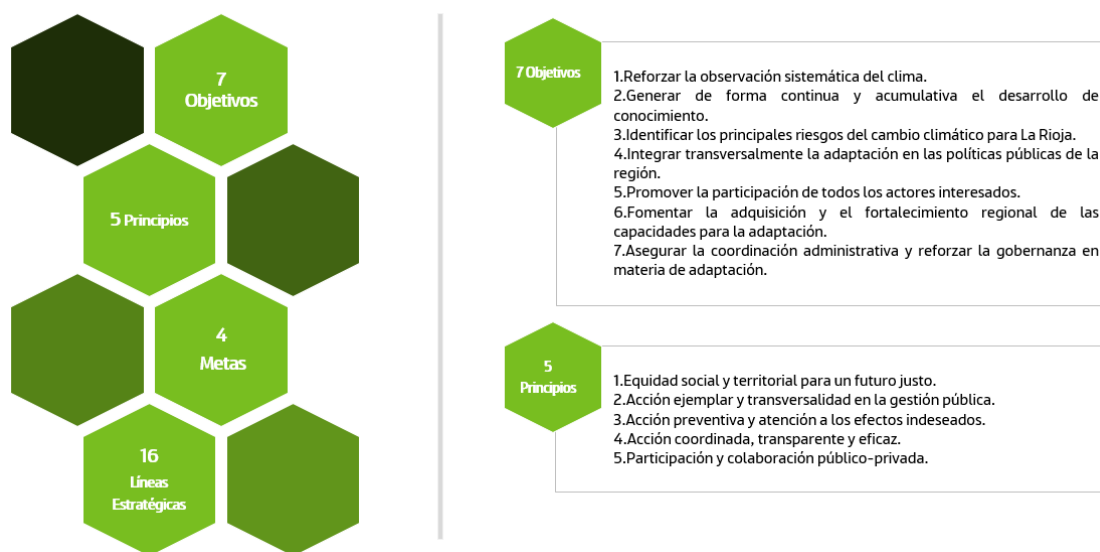 7
Objetivos
5 Principios
4
Metas
16
Líneas
Estratégicas
7 Objetivos
1.Reforzar la observación sistemática del clima.
2.Generar de forma continua y acumulativa el desarrollo de
conocimiento.
3.Identificar los principales riesgos del cambio climático para La Rioja.
4.Integrar transversalmente la adaptación en las políticas públicas de la
región.
5.Promover la participación de todos los actores interesados.
6.Fomentar la adquisición y el fortalecimiento regional de las
capacidades para la adaptación.
7.Asegurar la coordinación administrativa y reforzar la gobernanza en
materia de adaptación.
5
Principios
1.Equidad social y territorial para un futuro justo.
2.Acción ejemplar y transversalidad en la gestión pública.
3.Acción preventiva y atención a los efectos indeseados.
4.Acción coordinada, transparente y eficaz.
5.Participación y colaboración público-privada.